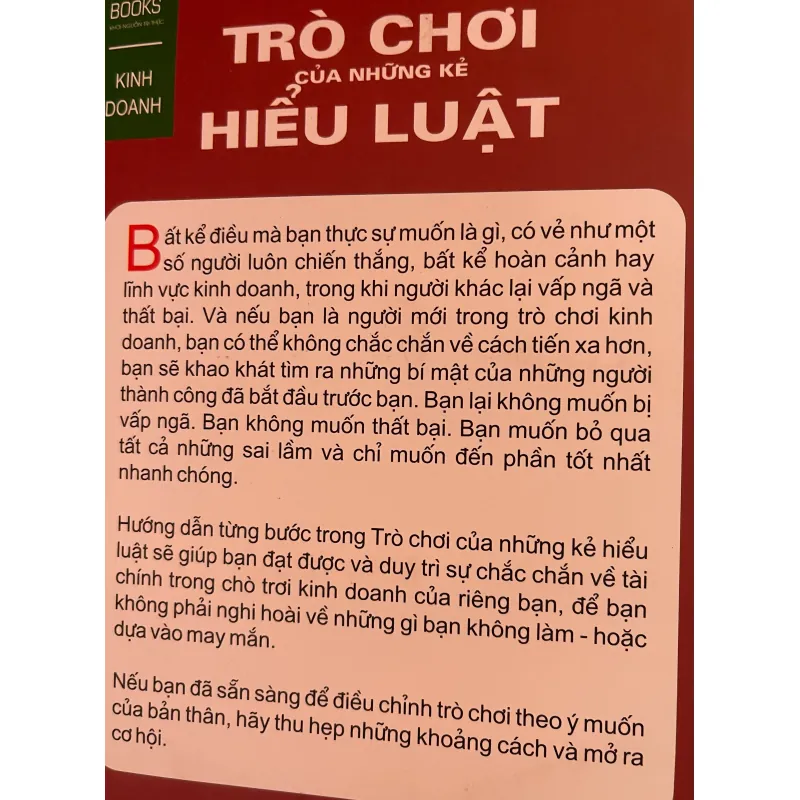 BOOKS
KINH
DOANH
TRÒ CHƠI
CỦA NHỮNG KẺ
HIỂU LUẬT
Bất kể điều mà bạn thực sự muốn là gì, có vẻ như một
số người luôn chiến thắng, bất kể hoàn cảnh hay
lĩnh vực kinh doanh, trong khi người khác lại vấp ngã và
thất bại. Và nếu bạn là người mới trong trò chơi kinh
doanh, bạn có thể không chắc chắn về cách tiến xa hơn,
bạn sẽ khao khát tìm ra những bí mật của những người
thành công đã bắt đầu trước bạn. Bạn lại không muốn bị
vấp ngã. Bạn không muốn thất bại. Bạn muốn bỏ qua
tất cả những sai lầm và chỉ muốn đến phần tốt nhất
nhanh chóng.
Hướng dẫn từng bước trong Trò chơi của những kẻ hiểu
luật sẽ giúp bạn đạt được và duy trì sự chắc chắn về tài
chính trong chò trơi kinh doanh của riêng bạn, để bạn
không phải nghi hoài về những gì bạn không làm - hoặc
dựa vào may mắn.
Nếu bạn đã sẵn sàng để điều chỉnh trò chơi theo ý muốn
của bản thân, hãy thu hẹp những khoảng cách và mở ra
cơ hội.